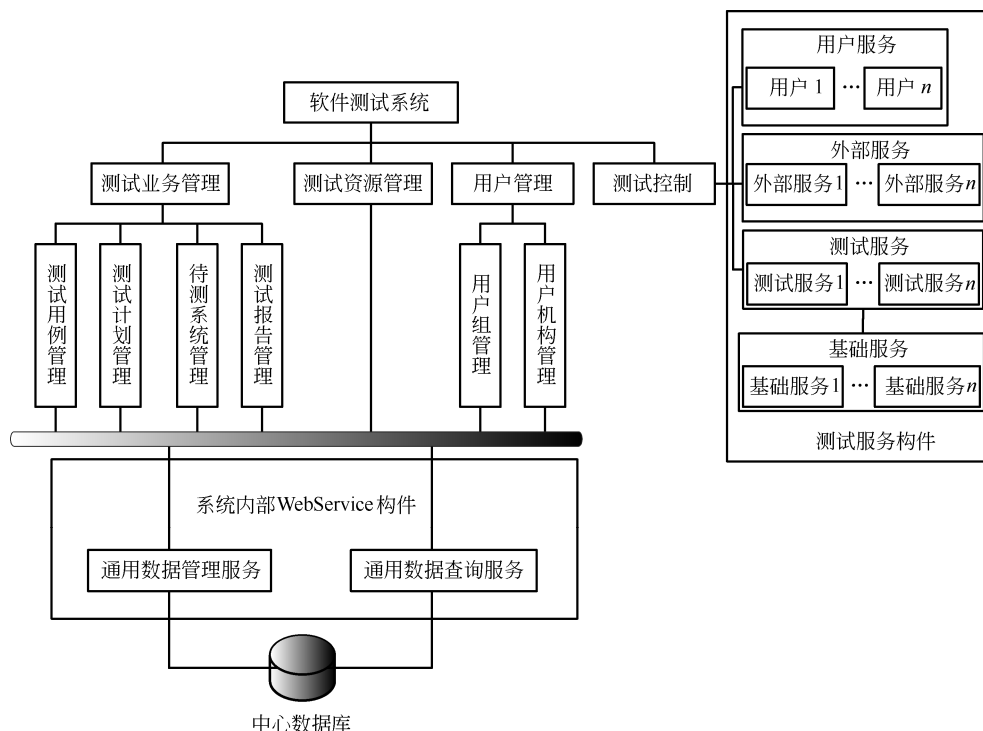 用户服务
用户 1 … 用户 n
软件测试系统
外部服务
外部服务1 … 外部服务n
测试业务管理
测试资源管理
用户管理
测试控制
测试服务
测试服务1 … 测试服务n
测试用例管理
测试计划管理
待测系统管理
测试报告管理
用户组管理
用户机构管理
基础服务
基础服务1 … 基础服务n
测试服务构件
系统内部WebService构件
通用数据管理服务
通用数据查询服务
中心数据库